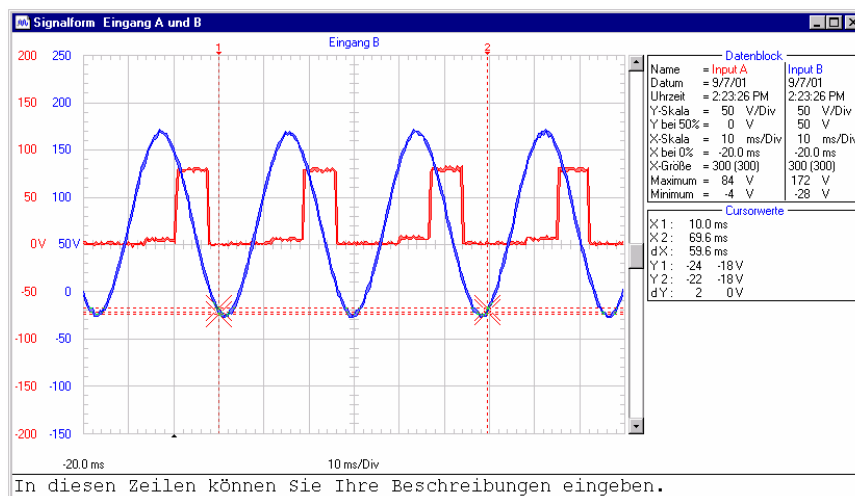 Signalform Eingang A und B
Eingang B
1
2
200 250
150 200
100 150
50 100
0V 50V
-50 0
-100 -50
-150 -100
-200 -150
-20.0 ms
10 ms/Div
Datenblock
Name = Input A Input B
Datum = 9/7/01 9/7/01
Uhrzeit = 2:23:26 PM 2:23:26 PM
Y-Skala = 50 V/Div 50 V/Div
Y bei 50% = 0 V 50 V
X-Skala = 10 ms/Div 10 ms/Div
X bei 0% = -20.0 ms -20.0 ms
X-Größe = 300 (300) 300 (300)
Maximum = 84 V 172 V
Minimum = -4 V -28 V
Cursorwerte
X1: 10.0 ms
X2: 69.6 ms
dX: 59.6 ms
Y1: -24 -18 V
Y2: -22 -18 V
dY: 2 0 V
In diesen Zeilen können Sie Ihre Beschreibungen eingeben.